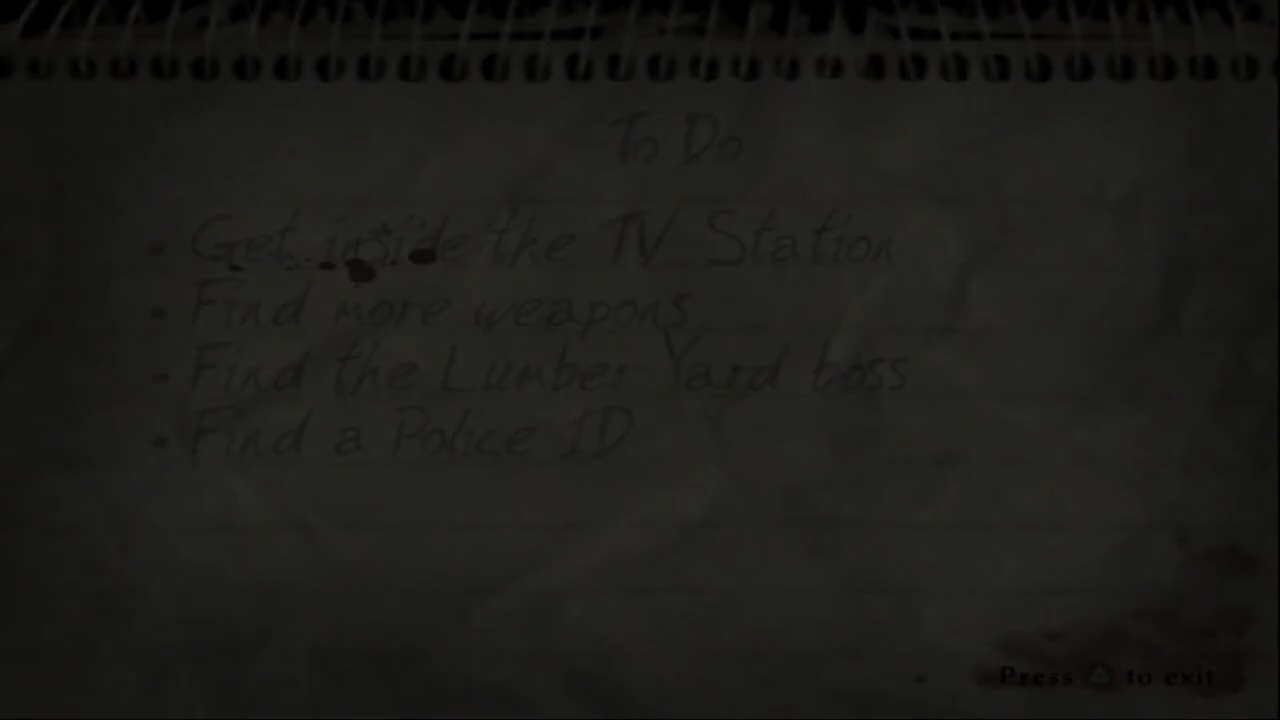 To Do
• Get inside the TV Station
• Find more weapons
• Find the Lumber Yard boss
• Find a Police ID
Press △ to exit.